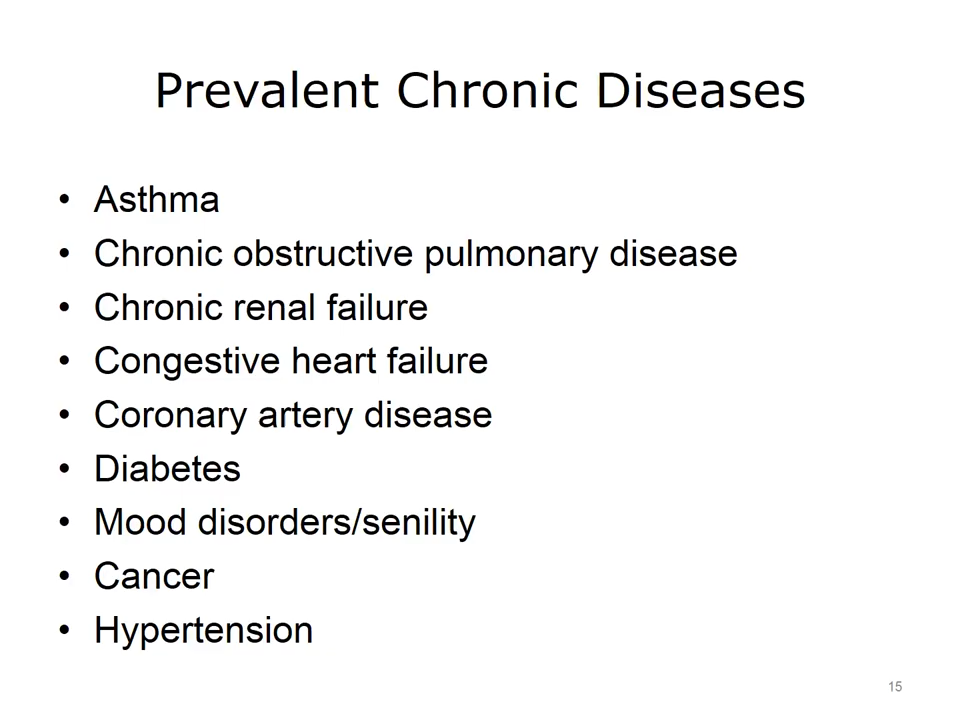 Prevalent Chronic Diseases
• Asthma
• Chronic obstructive pulmonary disease
• Chronic renal failure
• Congestive heart failure
• Coronary artery disease
• Diabetes
• Mood disorders/senility
• Cancer
• Hypertension
15